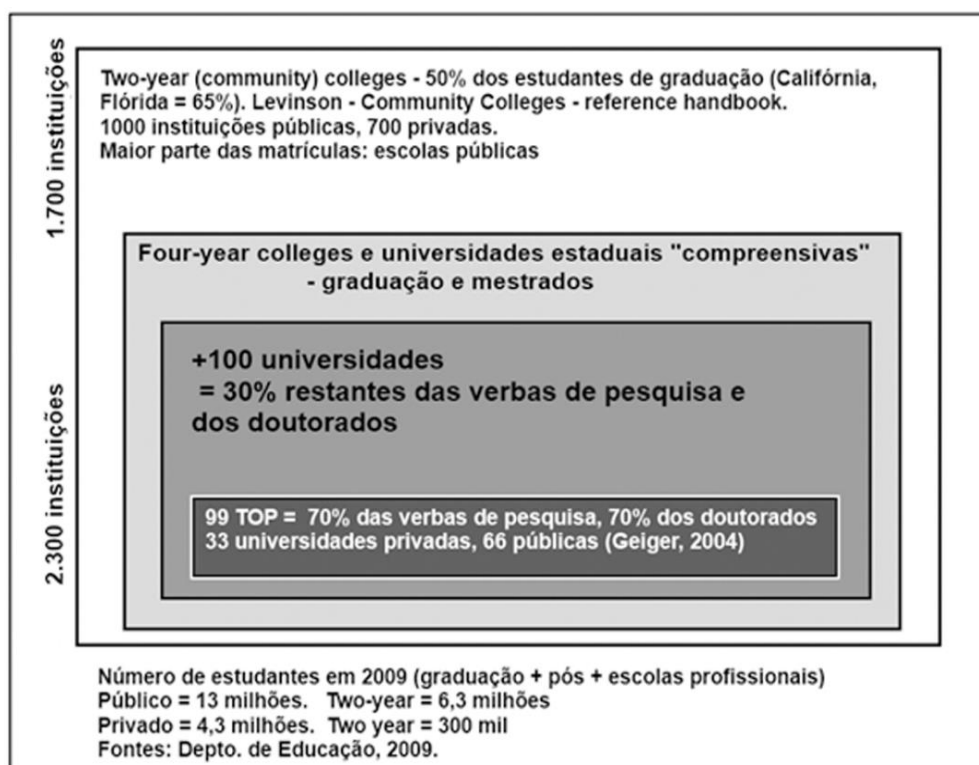 1.700 instituições
Two-year (community) colleges - 50% dos estudantes de graduação (Califórnia,
Flórida = 65%). Levinson - Community Colleges - reference handbook.
1000 instituições públicas, 700 privadas.
Maior parte das matrículas: escolas públicas
2.300 instituições
Four-year colleges e universidades estaduais "compreensivas"
- graduação e mestrados
+100 universidades
= 30% restantes das verbas de pesquisa e
dos doutorados
99 TOP = 70% das verbas de pesquisa, 70% dos doutorados
33 universidades privadas, 66 públicas (Geiger, 2004)
Número de estudantes em 2009 (graduação + pós + escolas profissionais)
Público = 13 milhões. Two-year = 6,3 milhões
Privado = 4,3 milhões. Two year = 300 mil
Fontes: Depto. de Educação, 2009.